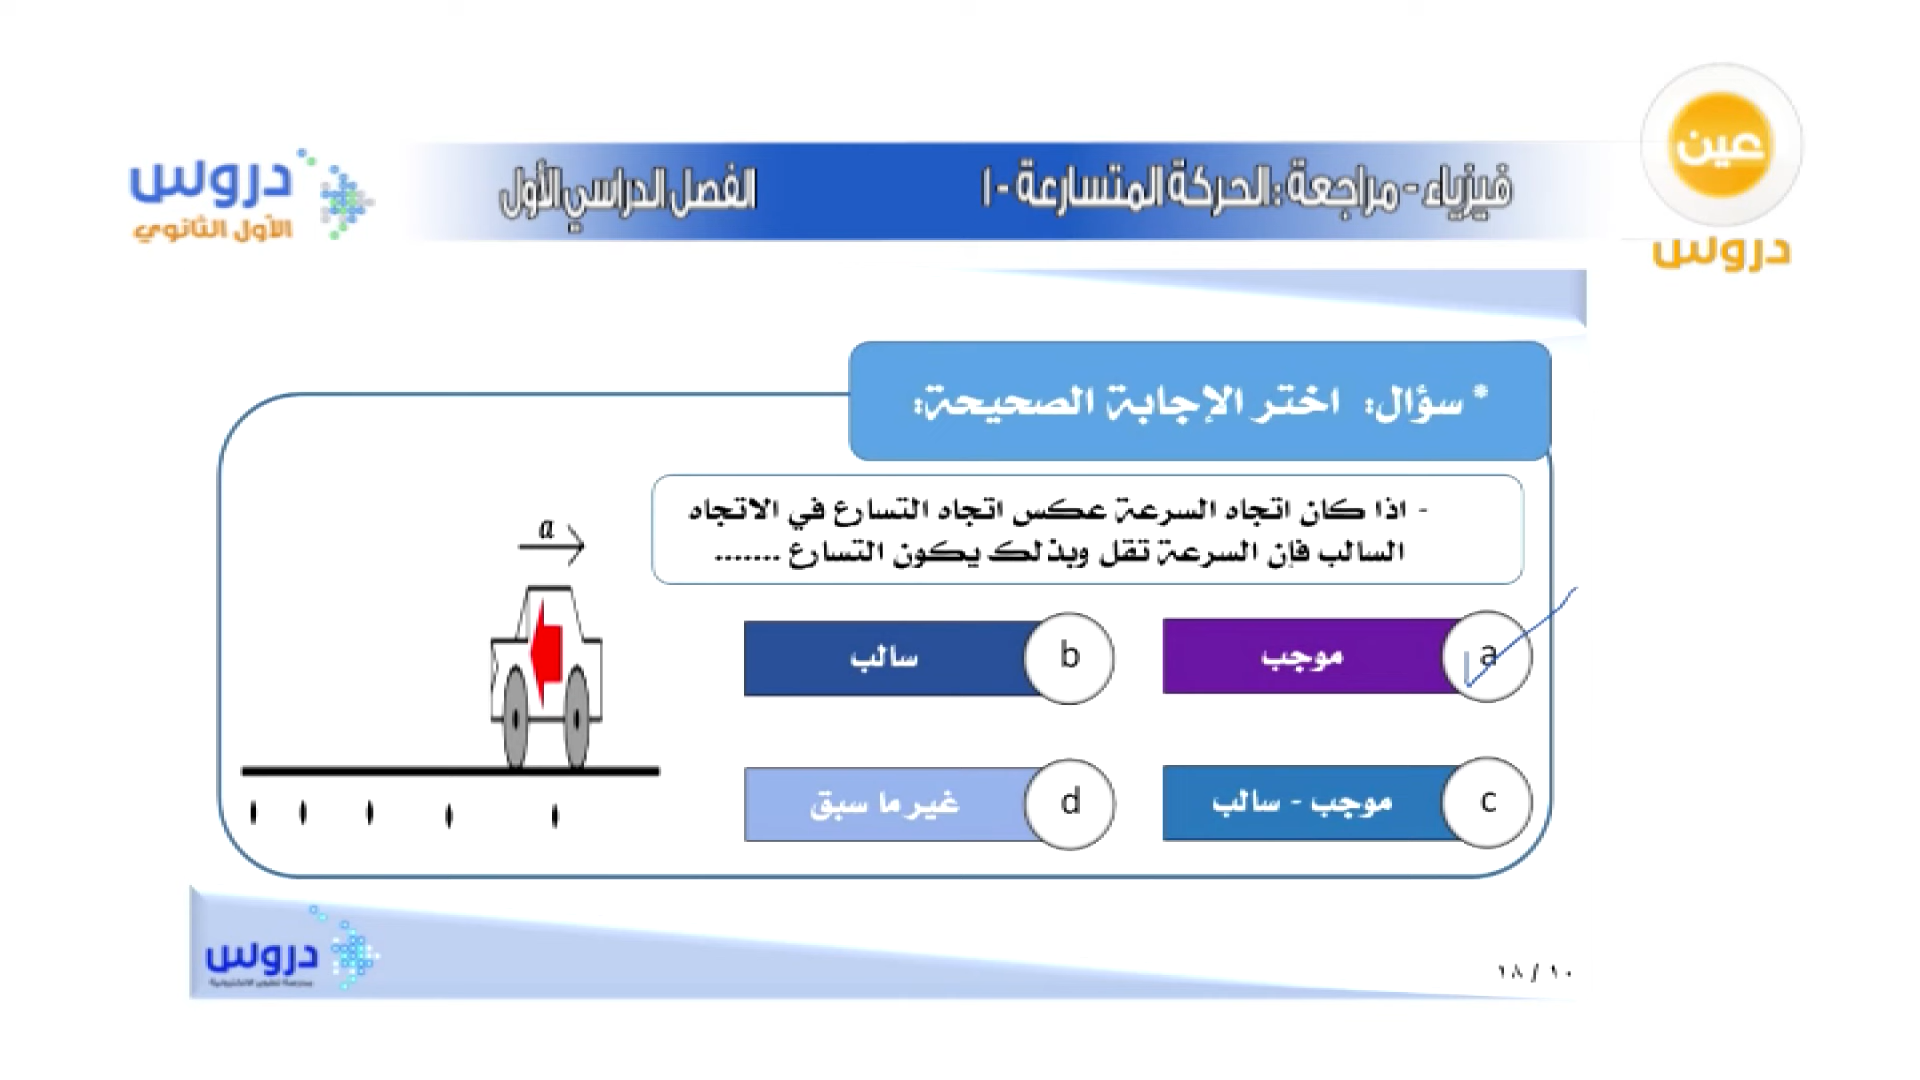 عين
دروس
فيزياء - مراجعة : الحركة المتسارعة - ١
الفصل الدراسي الأول
دروس
الأول الثانوي
* سؤال: اختر الإجابة الصحيحة:
- اذا كان اتجاه السرعة عكس اتجاه التسارع في الاتجاه
السالب فإن السرعة تقل وبذلك يكون التسارع .......
a موجب
b سالب
c موجب - سالب
d غير ما سبق
a
دروس
١٨ / ١٠